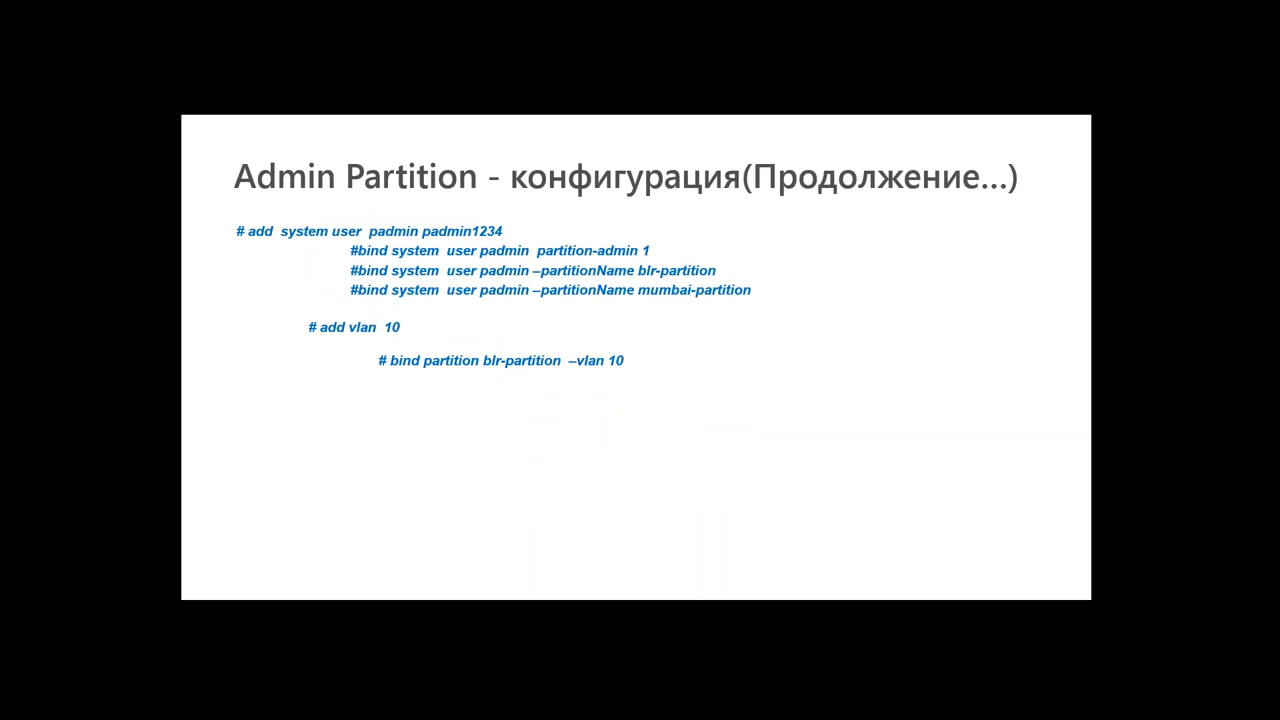 Admin Partition - конфигурация(Продолжение...)
# add system user padmin padmin1234
#bind system user padmin partition-admin 1
#bind system user padmin –partitionName blr-partition
#bind system user padmin –partitionName mumbai-partition
# add vlan 10
# bind partition blr-partition –vlan 10